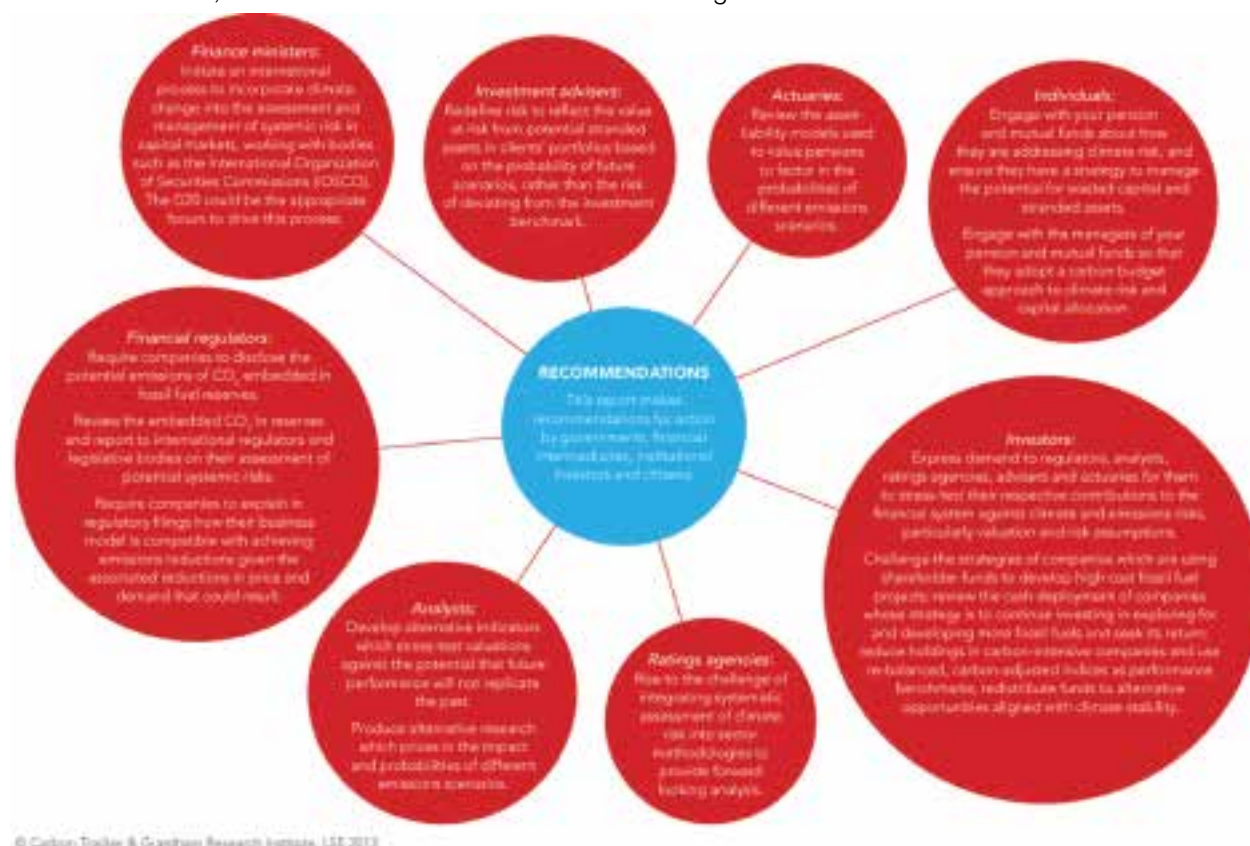 Finance ministers:
Initiate an international
process to incorporate climate
change into the assessment and
management of systemic risk in
capital markets, working with bodies
such as the International Organization
of Securities Commissions (IOSCO).
The G20 could be the appropriate
forum to drive this process.
Investment advisers:
Redefine risk to reflect the value
at risk from potential stranded
assets in clients' portfolios based
on the probability of future
scenarios, rather than the risk
of deviating from the investment
benchmark.
Actuaries:
Review the asset-
liability models used
to value pensions
to factor in the
probabilities of
different emissions
scenarios.
Individuals:
Engage with your pension
and mutual funds about how
they are addressing climate risk, and
ensure they have a strategy to manage
the potential for wasted capital and
stranded assets.
Engage with the managers of your
pension and mutual funds so that
they adopt a carbon budget
approach to climate risk and
capital allocation.
Financial regulators:
Require companies to disclose the
potential emissions of CO₂ embedded in
fossil fuel reserves.
Review the embedded CO₂ in reserves
and report to international regulators and
legislative bodies on their assessment of
potential systemic risks.
Require companies to explain in
regulatory filings how their business
model is compatible with achieving
emissions reductions given the
associated reductions in price and
demand that could result.
RECOMMENDATIONS
This report makes
recommendations for action
by governments, financial
intermediaries, institutional
investors and citizens.
Investors:
Express demand to regulators, analysts,
ratings agencies, advisers and actuaries for them
to stress-test their respective contributions to the
financial system against climate and emissions risks,
particularly valuation and risk assumptions.
Challenge the strategies of companies which are using
shareholder funds to develop high cost fossil fuel
projects; review the cash deployment of companies
whose strategy is to continue investing in exploring for
and developing more fossil fuels and seek its return;
reduce holdings in carbon-intensive companies and use
re-balanced, carbon-adjusted indices as performance
benchmarks; redistribute funds to alternative
opportunities aligned with climate stability.
Analysts:
Develop alternative indicators
which stress-test valuations
against the potential that future
performance will not replicate
the past.
Produce alternative research
which prices in the impact
and probabilities of different
emissions scenarios.
Ratings agencies:
Rise to the challenge of
integrating systematic
assessment of climate
risk into sector
methodologies to
provide forward
looking analysis.
© Carbon Tracker & Grantham Research Institute, LSE 2013